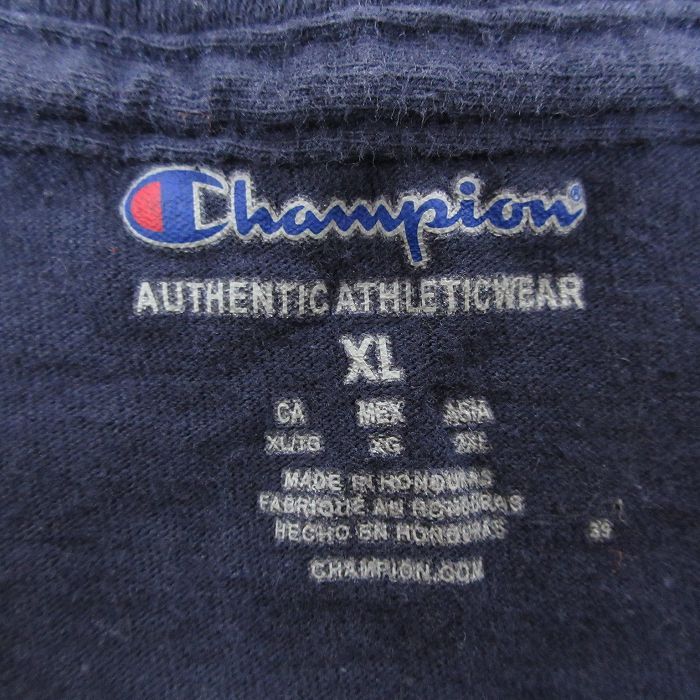 Champion®
AUTHENTIC ATHLETICWEAR
XL
CA MEX ASIA
XL/TG XG
MADE IN HONDURAS
FABRIQUÉ AU HONDURAS
HECHO EN HONDURAS
39
CHAMPION.COM